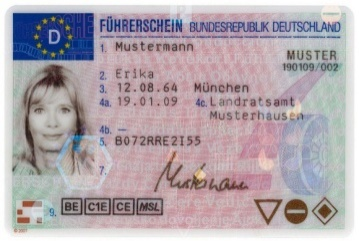 D FÜHRERSCHEIN BUNDESREPUBLIK DEUTSCHLAND
1. Mustermann
MUSTER
190109/002
2. Erika
3. 12.08.64 München
4a. 19.01.09 4c. Landratsamt
Musterhausen
4b. –
5. B072RRE2I55
7. Mustermann
9. BE C1E CE MSL